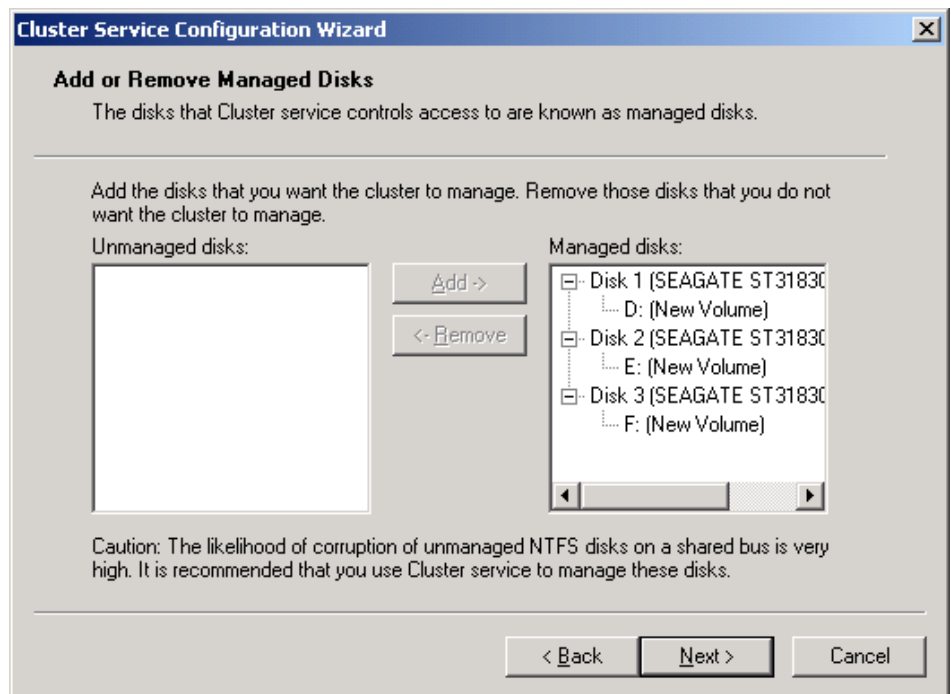 Cluster Service Configuration Wizard
Add or Remove Managed Disks
The disks that Cluster service controls access to are known as managed disks.
Add the disks that you want the cluster to manage. Remove those disks that you do not
want the cluster to manage.
Unmanaged disks:
Managed disks:
Add ->
<- Remove
Disk 1 (SEAGATE ST31830
D: (New Volume)
Disk 2 (SEAGATE ST31830
E: (New Volume)
Disk 3 (SEAGATE ST31830
F: (New Volume)
Caution: The likelihood of corruption of unmanaged NTFS disks on a shared bus is very
high. It is recommended that you use Cluster service to manage these disks.
< Back
Next >
Cancel